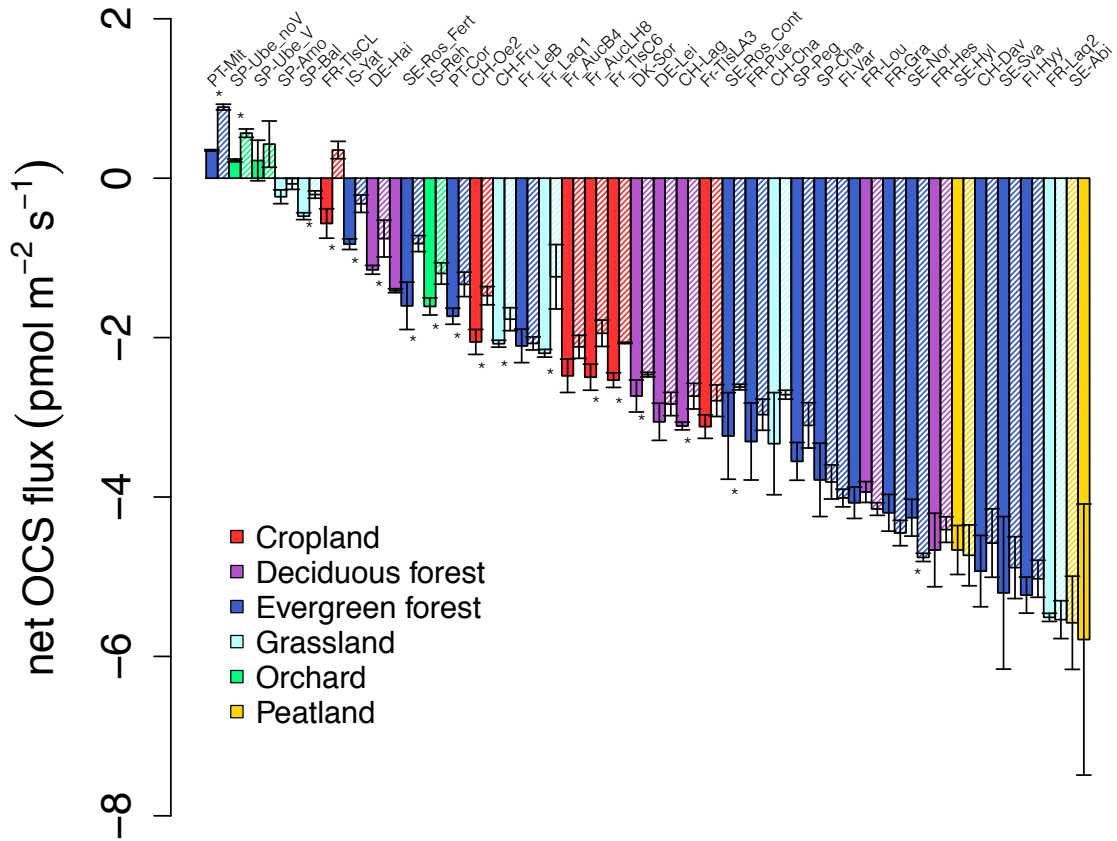 PT-Mit
SP-Ube_noV
SP-Ube_V
SP-Amo
SP-Bal
FR-TlsCL
IS-Yat
DE-Hai
SE-Ros_Fert
IS-Reh
PT-Cor
CH-Oe2
CH-Fru
Fr_LeB
Fr_Laq1
Fr_AucB4
Fr_AucLH8
Fr_TlsC6
DK-Sor
DE-Lei
CH-Lag
Fr-TlsLA3
SE-Ros_Cont
FR-Pue
CH-Cha
SP-Peg
SP-Cha
FI-Var
FR-Lou
FR-Gra
SE-Nor
FR-Hes
SE-Hyl
CH-Dav
SE-Sva
FI-Hyy
FR-Laq2
SE-Abi
net OCS flux (pmol m−2 s−1)
2
0
−2
−4
−6
−8
Cropland
Deciduous forest
Evergreen forest
Grassland
Orchard
Peatland